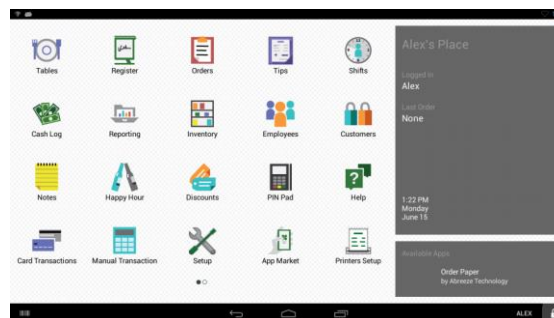 Tables
Register
Orders
Tips
Shifts
Cash Log
Reporting
Inventory
Employees
Customers
Notes
Happy Hour
Discounts
PIN Pad
Help
Card Transactions
Manual Transaction
Setup
App Market
Printers Setup
Alex's Place
Logged In
Alex
Last Order
None
1:22 PM
Monday
June 15
Available Apps
Order Paper
by Abreeze Technology
ALEX